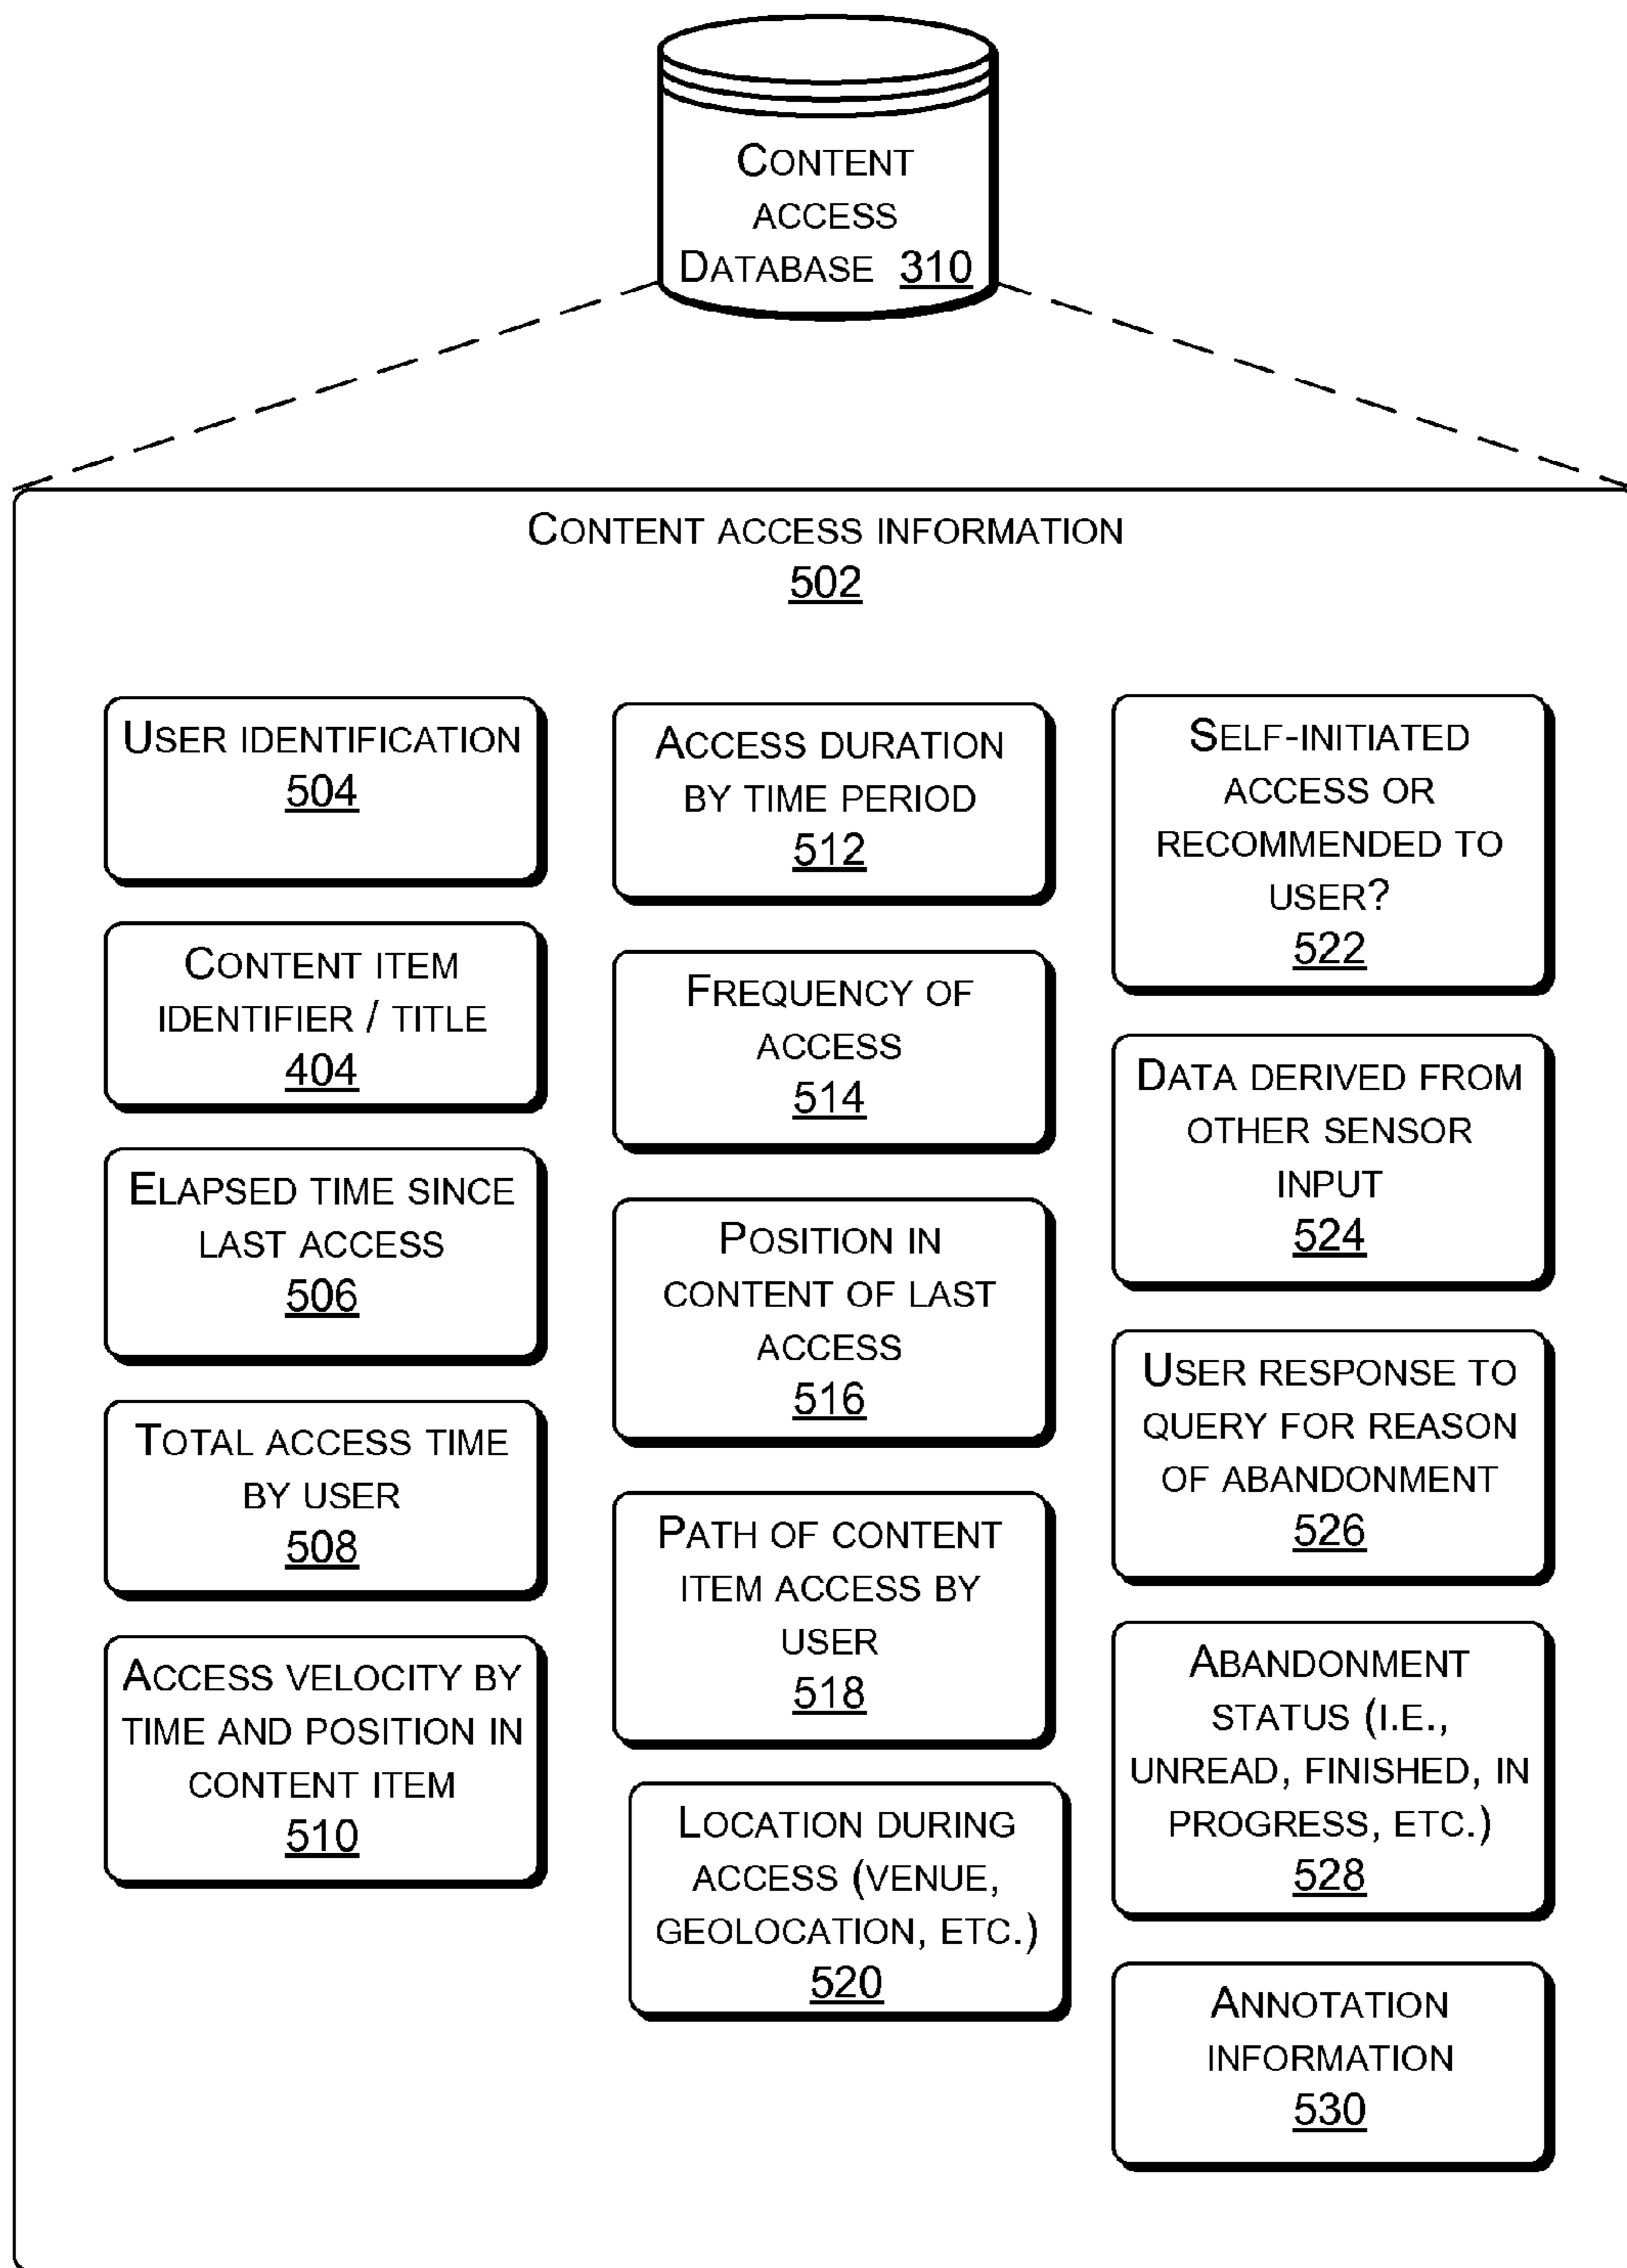 CONTENT
ACCESS
DATABASE 310
CONTENT ACCESS INFORMATION
502
USER IDENTIFICATION
504
CONTENT ITEM
IDENTIFIER / TITLE
404
ELAPSED TIME SINCE
LAST ACCESS
506
TOTAL ACCESS TIME
BY USER
508
ACCESS VELOCITY BY
TIME AND POSITION IN
CONTENT ITEM
510
ACCESS DURATION
BY TIME PERIOD
512
FREQUENCY OF
ACCESS
514
POSITION IN
CONTENT OF LAST
ACCESS
516
PATH OF CONTENT
ITEM ACCESS BY
USER
518
LOCATION DURING
ACCESS (VENUE,
GEOLOCATION, ETC.)
520
SELF-INITIATED
ACCESS OR
RECOMMENDED TO
USER?
522
DATA DERIVED FROM
OTHER SENSOR
INPUT
524
USER RESPONSE TO
QUERY FOR REASON
OF ABANDONMENT
526
ABANDONMENT
STATUS (I.E.,
UNREAD, FINISHED, IN
PROGRESS, ETC.)
528
ANNOTATION
INFORMATION
530